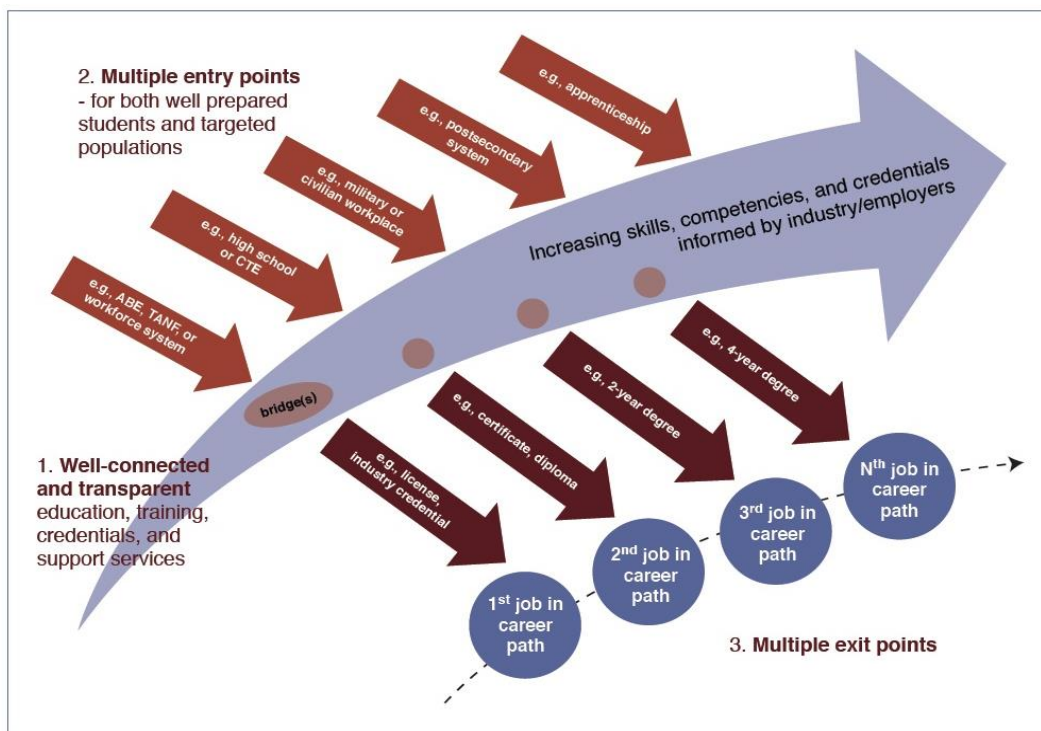 2. Multiple entry points
- for both well prepared
students and targeted
populations
e.g., apprenticeship
e.g., postsecondary
system
e.g., military or
civilian workplace
e.g., high school
or CTE
e.g., ABE, TANF, or
workforce system
Increasing skills, competencies, and credentials
informed by industry/employers
bridge(s)
1. Well-connected
and transparent
education, training,
credentials, and
support services
e.g., license,
industry credential
e.g., certificate, diploma
e.g., 2-year degree
e.g., 4-year degree
1st job in
career
path
2nd job in
career
path
3rd job in
career
path
Nth job in
career
path
3. Multiple exit points